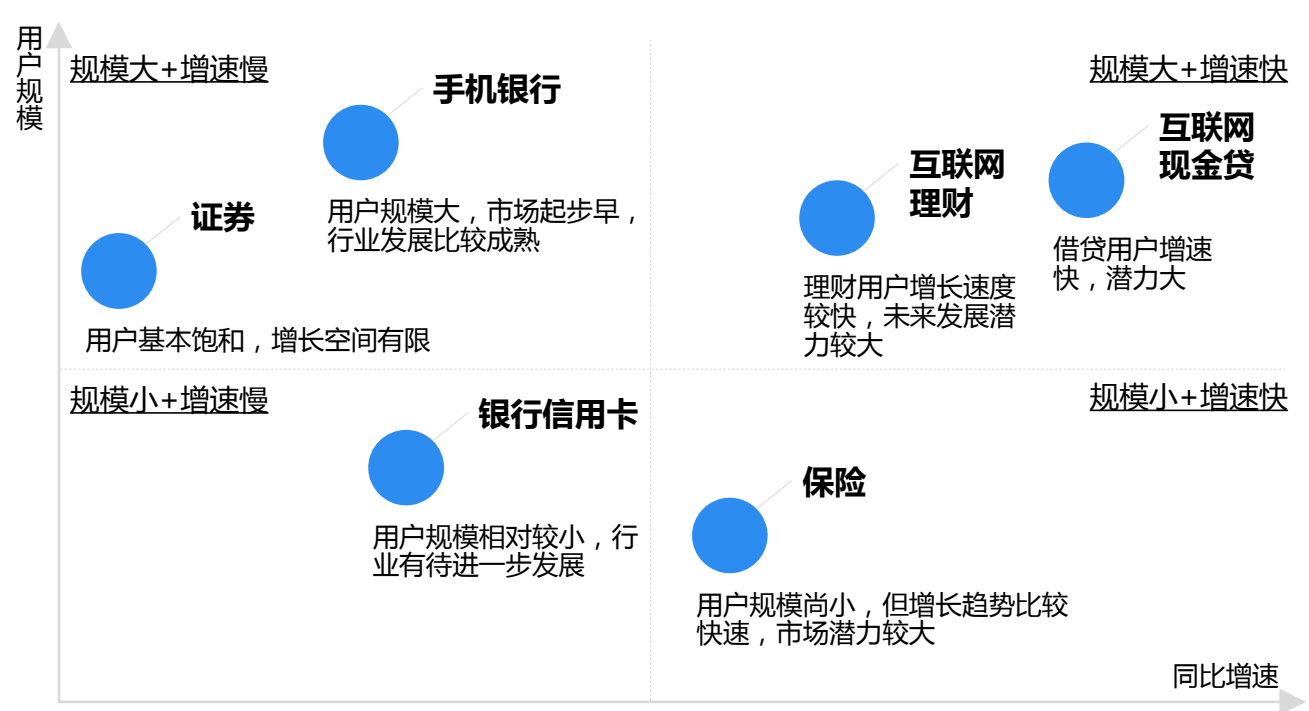 用户规模
规模大+增速慢
规模大+增速快
手机银行
用户规模大，市场起步早，
行业发展比较成熟
证券
用户基本饱和，增长空间有限
互联网
理财
理财用户增长速度
较快，未来发展潜
力较大
互联网
现金贷
借贷用户增速
快，潜力大
规模小+增速慢
规模小+增速快
银行信用卡
用户规模相对较小，行
业有待进一步发展
保险
用户规模尚小，但增长趋势比较
快速，市场潜力较大
同比增速